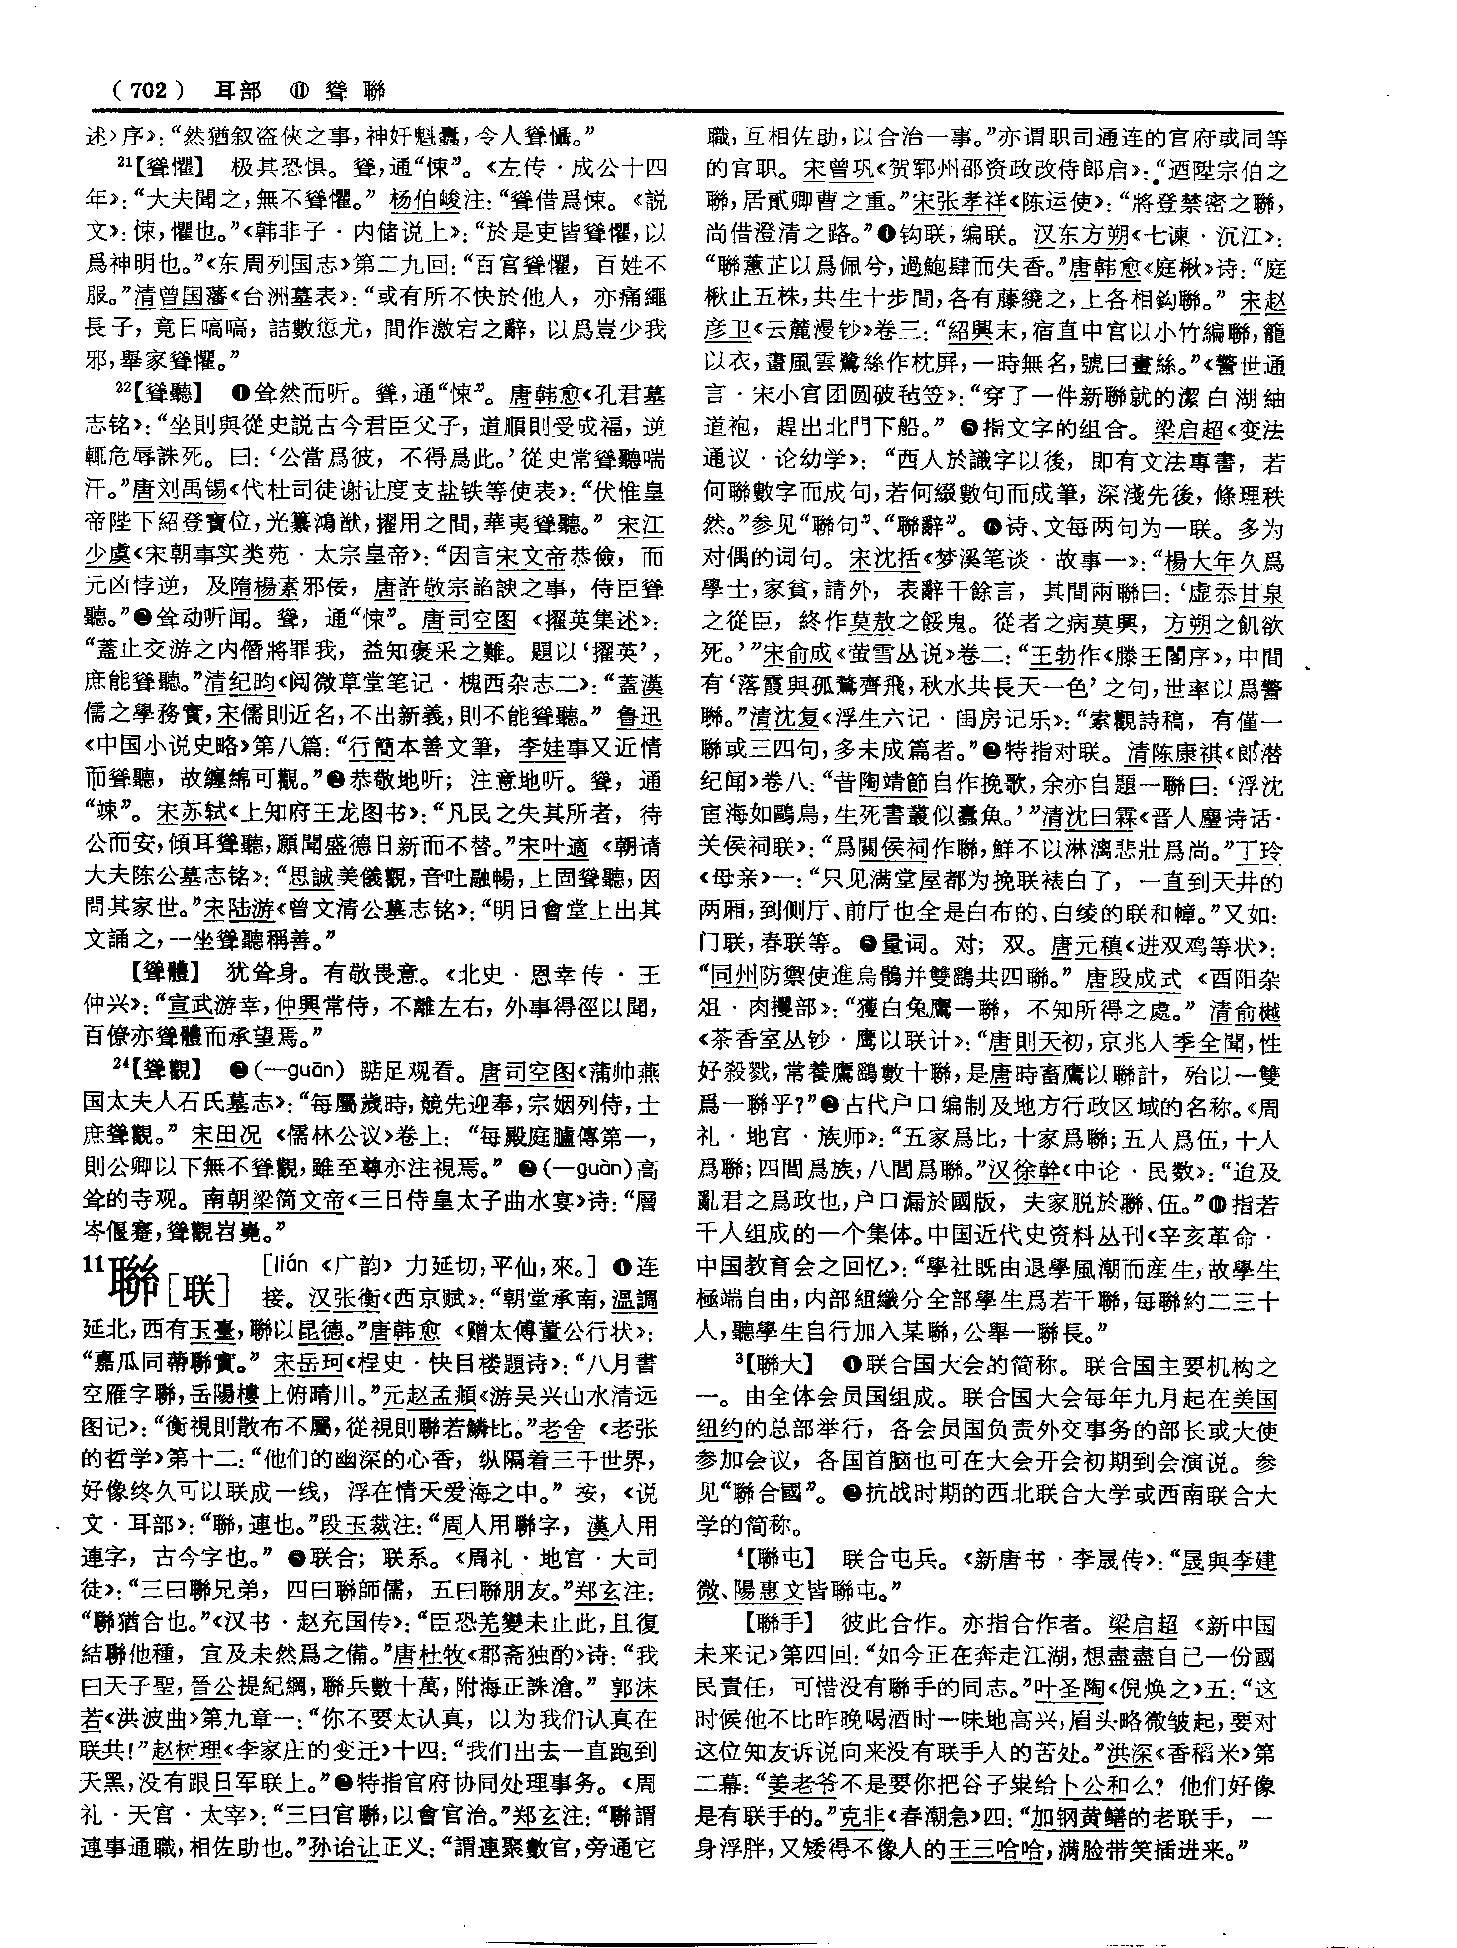 （702） 耳部 ⑪ 聳 聯
述〉序》：“然猶叙盗俠之事，神奸魁蠹，令人聳慑。”
²¹【聳懼】 极其恐惧。聳，通“悚”。《左传·成公十四
年》：“大夫聞之，無不聳懼。”杨伯峻注：“聳借爲悚。《説
文》：悚，懼也。”《韩非子·内储说上》：“於是吏皆聳懼，以
爲神明也。”《东周列国志》第二九回：“百官聳懼，百姓不
服。”清曾国藩《台洲墓表》：“或有所不快於他人，亦痛繩
長子，竟日嗃嗃，詰數愆尤，間作激宕之辭，以爲豈少我
邪，舉家聳懼。”
²²【聳聽】 ❶耸然而听。聳，通“悚”。唐韩愈《孔君墓
志铭》：“坐則與從史説古今君臣父子，道順則受成福，逆
輒危辱誅死。曰：‘公當爲彼，不得爲此。’從史常聳聽喘
汗。”唐刘禹锡《代杜司徒谢让度支盐铁等使表》：“伏惟皇
帝陛下紹登寶位，光纂鴻猷，擢用之間，華夷聳聽。”宋江
少虞《宋朝事实类苑·太宗皇帝》：“因言宋文帝恭儉，而
元凶悖逆，及隋楊素邪佞，唐許敬宗諂諛之事，侍臣聳
聽。”❷耸动听闻。聳，通“悚”。唐司空图《擢英集述》：
“蓋止交游之内僭將罪我，益知褒采之難。題以‘擢英’，
庶能聳聽。”清纪昀《阅微草堂笔记·槐西杂志二》：“蓋漢
儒之學務實，宋儒則近名，不出新義，則不能聳聽。”鲁迅
《中国小说史略》第八篇：“行簡本善文筆，李娃事又近情
而聳聽，故纏綿可觀。”❸恭敬地听；注意地听。聳，通
“竦”。宋苏轼《上知府王龙图书》：“凡民之失其所者，待
公而安，傾耳聳聽，願聞盛德日新而不替。”宋叶適《朝请
大夫陈公墓志铭》：“思誠美儀觀，音吐融暢，上固聳聽，因
問其家世。”宋陆游《曾文清公墓志铭》：“明日會堂上出其
文誦之，一坐聳聽稱善。”
【聳體】 犹耸身。有敬畏意。《北史·恩幸传·王
仲兴》：“宣武游幸，仲興常侍，不離左右，外事得徑以聞，
百僚亦聳體而承望焉。”
²⁴【聳觀】 ❶（—guān）踮足观看。唐司空图《蒲帅燕
国太夫人石氏墓志》：“每屬歲時，競先迎奉，宗姻列侍，士
庶聳觀。”宋田况《儒林公议》卷上：“每殿庭臚傳第一，
則公卿以下無不聳觀，雖至尊亦注視焉。”❷（—guàn）高
耸的寺观。南朝梁简文帝《三日侍皇太子曲水宴》诗：“層
岑偃蹇，聳觀岧嶤。”
¹¹聯［联］ ［lián《广韵》力延切，平仙，來。］❶连
接。汉张衡《西京赋》：“朝堂承南，温調
延北，西有玉臺，聯以昆德。”唐韩愈《赠太傅董公行状》：
“嘉瓜同蒂聯實。”宋岳珂《桯史·快目楼题诗》：“八月書
空雁字聯，岳陽樓上俯晴川。”元赵孟頫《游吴兴山水清远
图记》：“衡視則散布不屬，從視則聯若鱗比。”老舍《老张
的哲学》第十二：“他们的幽深的心香，纵隔着三千世界，
好像终久可以联成一线，浮在情天爱海之中。”按，《说
文·耳部》：“聯，連也。”段玉裁注：“周人用聯字，漢人用
連字，古今字也。”❷联合；联系。《周礼·地官·大司
徒》：“三曰聯兄弟，四曰聯師儒，五曰聯朋友。”郑玄注：
“聯猶合也。”《汉书·赵充国传》：“臣恐羌變未止此，且復
結聯他種，宜及未然爲之備。”唐杜牧《郡斋独酌》诗：“我
曰天子聖，晉公提紀綱，聯兵數十萬，附海正誅滄。”郭沫
若《洪波曲》第九章一：“你不要太认真，以为我们认真在
联共！”赵树理《李家庄的变迁》十四：“我们出去一直跑到
天黑，没有跟日军联上。”❸特指官府协同处理事务。《周
礼·天官·太宰》：“三曰官聯，以會官治。”郑玄注：“聯謂
連事通職，相佐助也。”孙诒让正义：“謂連聚數官，旁通它
職，互相佐助，以合治一事。”亦谓职司通连的官府或同等
的官职。宋曾巩《贺郓州邵资政改侍郎启》：“迺陞宗伯之
聯，居貳卿曹之重。”宋张孝祥《陈运使》：“將登禁密之聯，
尚借澄清之路。”❹钩联，编联。汉东方朔《七谏·沉江》：
“聯蕙芷以爲佩兮，過鮑肆而失香。”唐韩愈《庭楸》诗：“庭
楸止五株，共生十步間，各有藤繞之，上各相鈎聯。”宋赵
彦卫《云麓漫钞》卷三：“紹興末，宿直中官以小竹編聯，籠
以衣，畫風雲鷺絲作枕屏，一時無名，號曰畫絲。”《警世通
言·宋小官团圆破毡笠》：“穿了一件新聯就的潔白湖紬
道袍，趕出北門下船。”❺指文字的组合。梁启超《变法
通议·论幼学》：“西人於識字以後，即有文法專書，若
何聯數字而成句，若何綴數句而成筆，深淺先後，條理秩
然。”参见“聯句”、“聯辭”。❻诗、文每两句为一联。多为
对偶的词句。宋沈括《梦溪笔谈·故事一》：“楊大年久爲
學士，家貧，請外，表辭千餘言，其間兩聯曰：‘虚忝甘泉
之從臣，終作莫敖之餒鬼。從者之病莫興，方朔之飢欲
死。’”宋俞成《萤雪丛说》卷二：“王勃作《滕王閣序》，中間
有‘落霞與孤鶩齊飛，秋水共長天一色’之句，世率以爲警
聯。”清沈复《浮生六记·闺房记乐》：“索觀詩稿，有僅一
聯或三四句，多未成篇者。”❼特指对联。清陈康祺《郎潜
纪闻》卷八：“昔陶靖節自作挽歌，余亦自題一聯曰：‘浮沈
宦海如鷗鳥，生死書叢似蠹魚。’”清沈曰霖《晋人麈诗话·
关侯祠联》：“爲關侯祠作聯，鮮不以淋漓悲壯爲尚。”丁玲
《母亲》一：“只见满堂屋都为挽联裱白了，一直到天井的
两厢，到侧厅、前厅也全是白布的、白绫的联和幛。”又如：
门联，春联等。❽量词。对；双。唐元稹《进双鸡等状》：
“同州防禦使進烏鶻并雙鷂共四聯。”唐段成式《酉阳杂
俎·肉攫部》：“獲白兔鷹一聯，不知所得之處。”清俞樾
《茶香室丛钞·鹰以联计》：“唐則天初，京兆人季全聞，性
好殺戮，常養鷹鷂數十聯，是唐時畜鷹以聯計，殆以一雙
爲一聯乎？”❾古代户口编制及地方行政区域的名称。《周
礼·地官·族师》：“五家爲比，十家爲聯；五人爲伍，十人
爲聯；四閭爲族，八閭爲聯。”汉徐幹《中论·民数》：“迨及
亂君之爲政也，户口漏於國版，夫家脱於聯、伍。”❿指若
干人组成的一个集体。中国近代史资料丛刊《辛亥革命·
中国教育会之回忆》：“學社既由退學風潮而産生，故學生
極端自由，内部組織分全部學生爲若干聯，每聯約二三十
人，聽學生自行加入某聯，公舉一聯長。”
³【聯大】 ❶联合国大会的简称。联合国主要机构之
一。由全体会员国组成。联合国大会每年九月起在美国
纽约的总部举行，各会员国负责外交事务的部长或大使
参加会议，各国首脑也可在大会开会初期到会演说。参
见“聯合國”。❷抗战时期的西北联合大学或西南联合大
学的简称。
⁴【聯屯】 联合屯兵。《新唐书·李晟传》：“晟與李建
徽、陽惠文皆聯屯。”
【聯手】 彼此合作。亦指合作者。梁启超《新中国
未来记》第四回：“如今正在奔走江湖，想盡盡自己一份國
民責任，可惜没有聯手的同志。”叶圣陶《倪焕之》五：“这
时候他不比昨晚喝酒时一味地高兴，眉头略微皱起，要对
这位知友诉说向来没有联手人的苦处。”洪深《香稻米》第
二幕：“姜老爷不是要你把谷子粜给卜公和么？他们好像
是有联手的。”克非《春潮急》四：“加钢黄鳝的老联手，一
身浮胖，又矮得不像人的王三哈哈，满脸带笑插进来。”